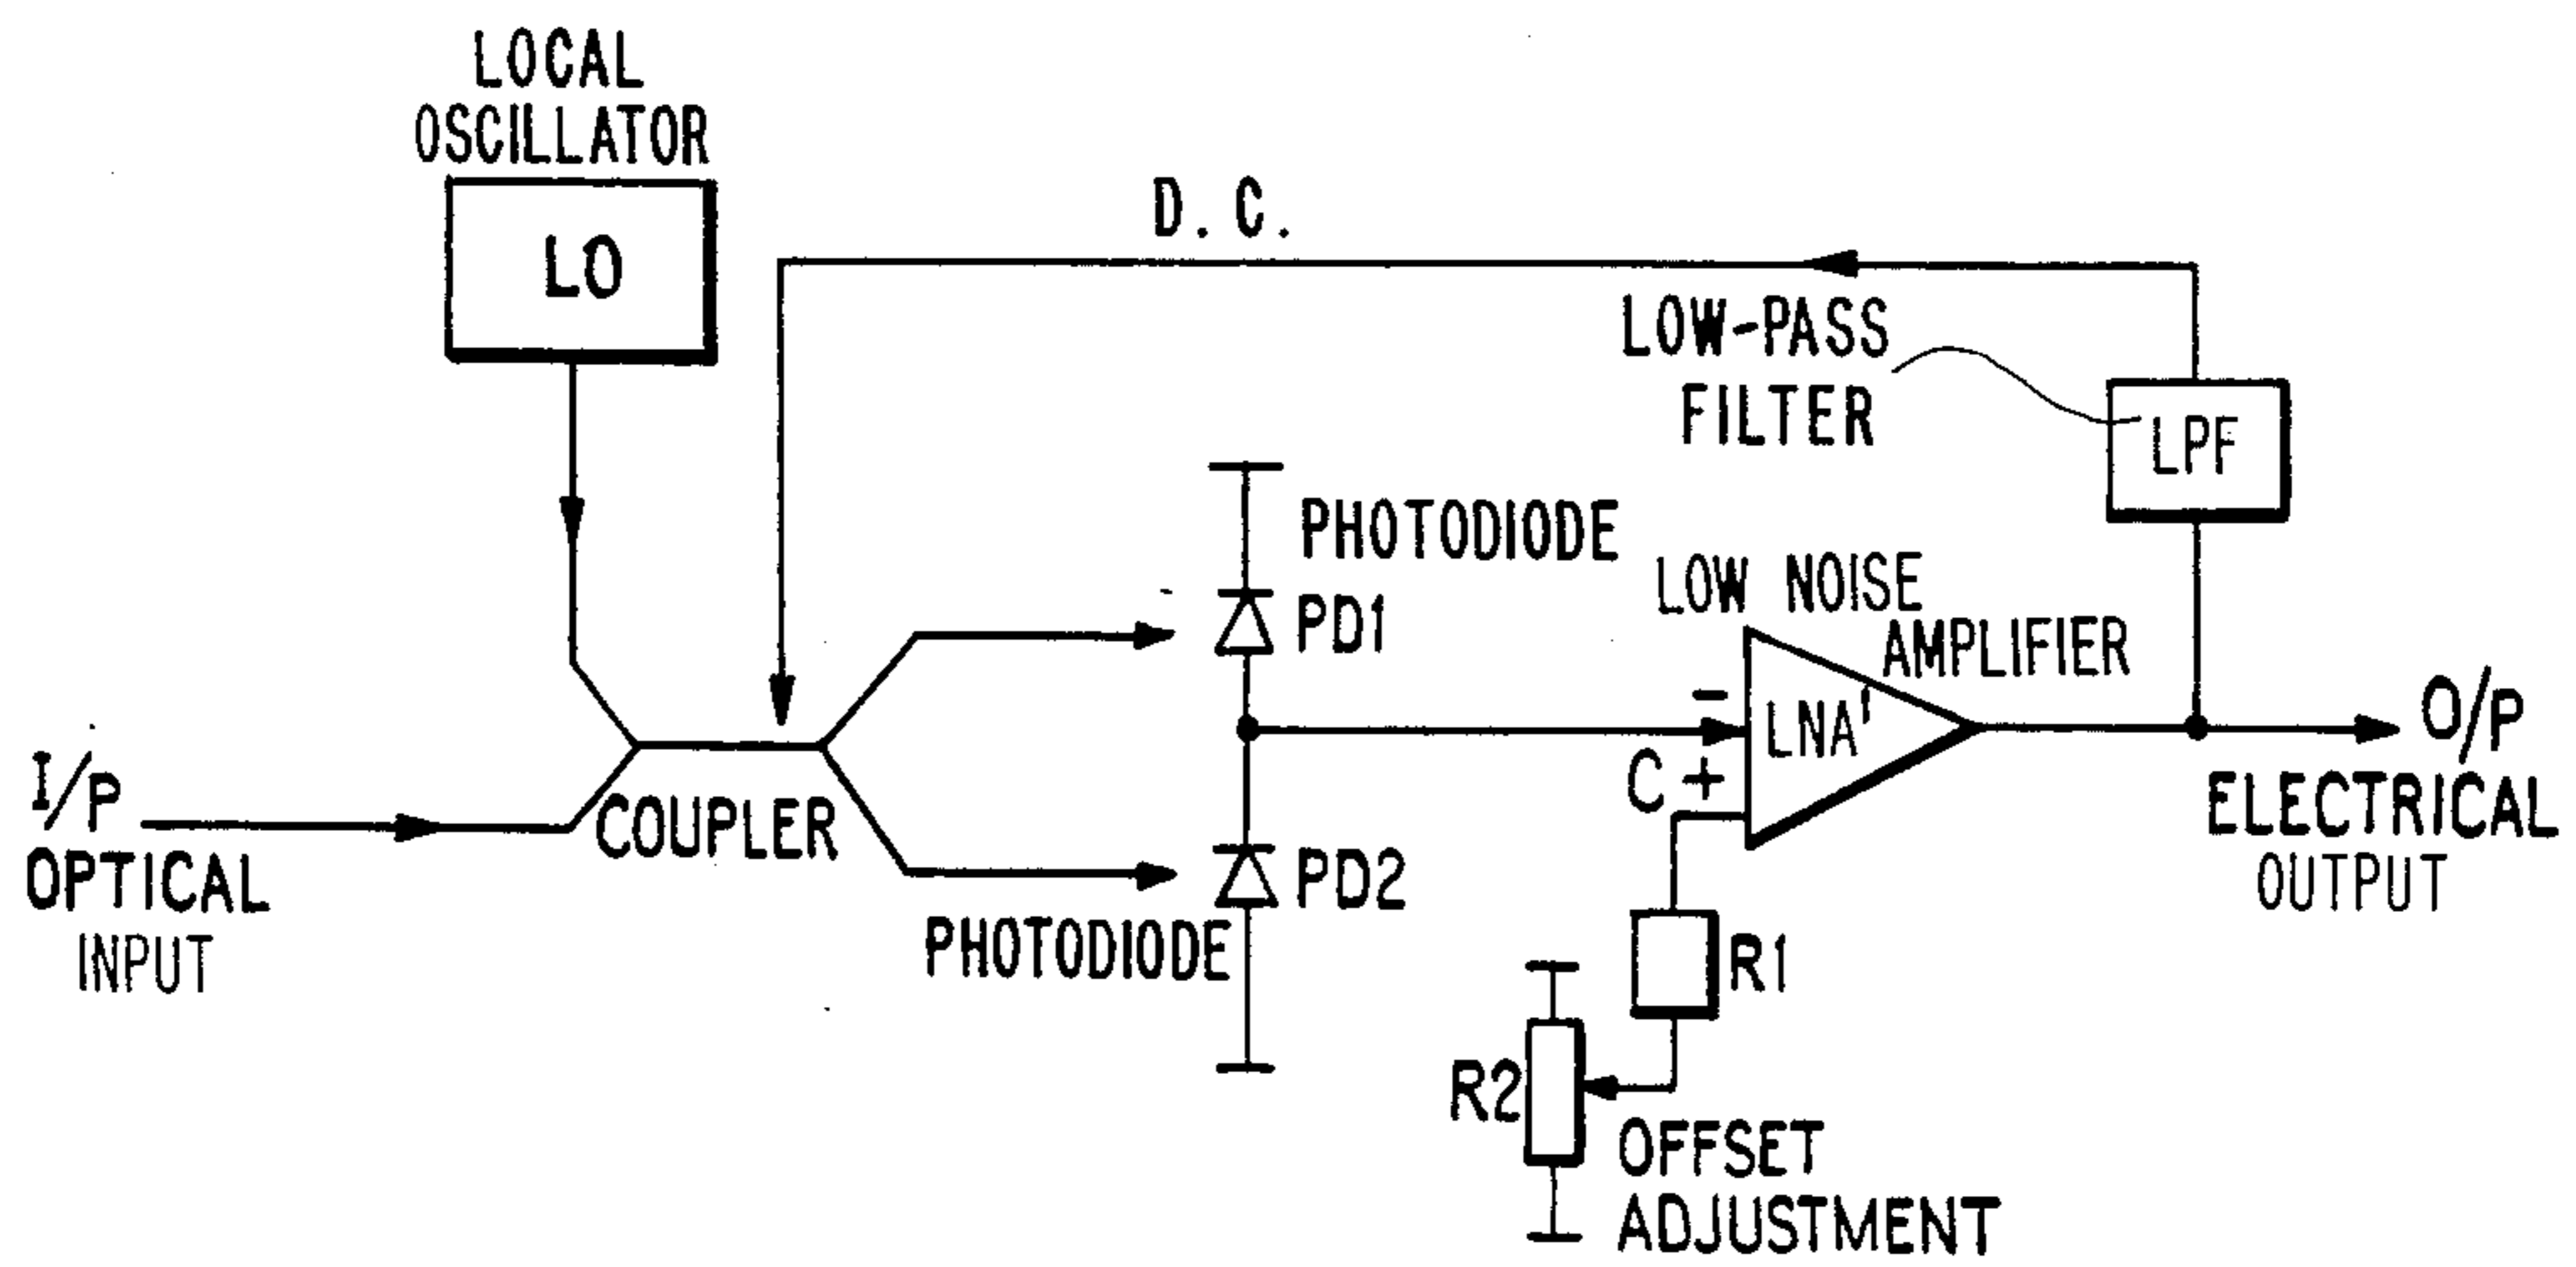 LOCAL
OSCILLATOR
LO
D.C.
LOW-PASS
FILTER
LPF
PHOTODIODE
PD1
LOW NOISE
AMPLIFIER
-
LNA'
C +
O/P
ELECTRICAL
OUTPUT
I/P
OPTICAL
INPUT
COUPLER
PD2
PHOTODIODE
R1
R2
OFFSET
ADJUSTMENT